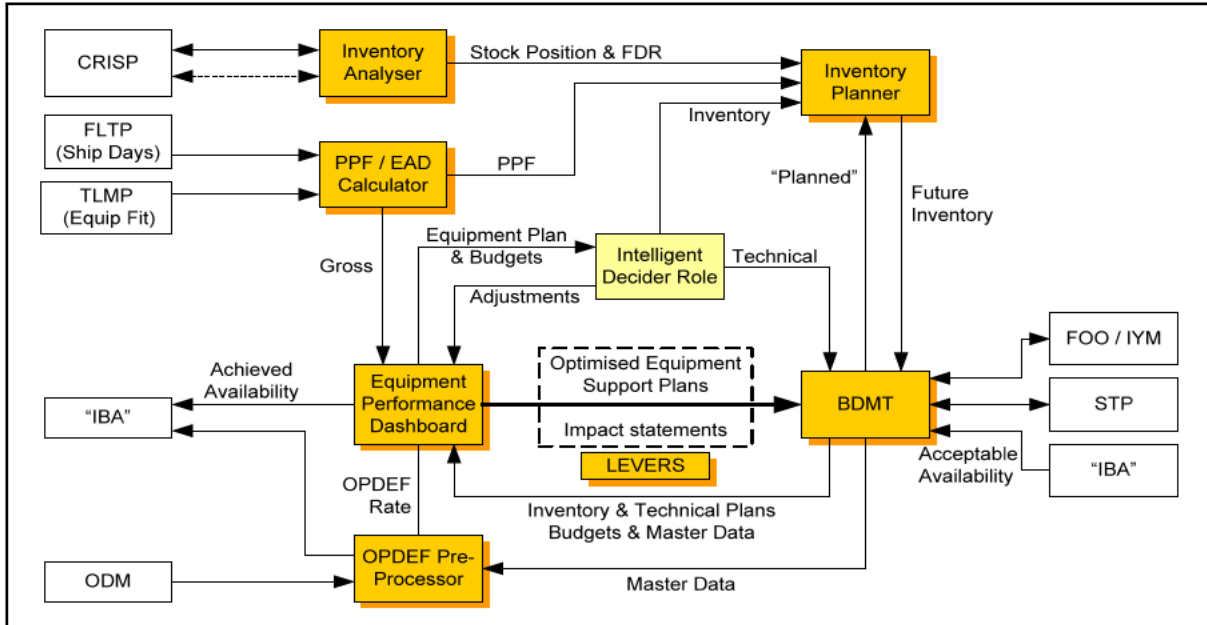 CRISP
Inventory
Analyser
Stock Position & FDR
Inventory
Planner
Inventory
FLTP
(Ship Days)
TLMP
(Equip Fit)
PPF / EAD
Calculator
PPF
“Planned”
Future
Inventory
Gross
Equipment Plan
& Budgets
Intelligent
Decider Role
Technical
Adjustments
Achieved
Availability
“IBA”
Equipment
Performance
Dashboard
Optimised Equipment
Support Plans
Impact statements
LEVERS
BDMT
FOO / IYM
STP
“IBA”
Acceptable
Availability
OPDEF
Rate
Inventory & Technical Plans
Budgets & Master Data
ODM
OPDEF Pre-
Processor
Master Data